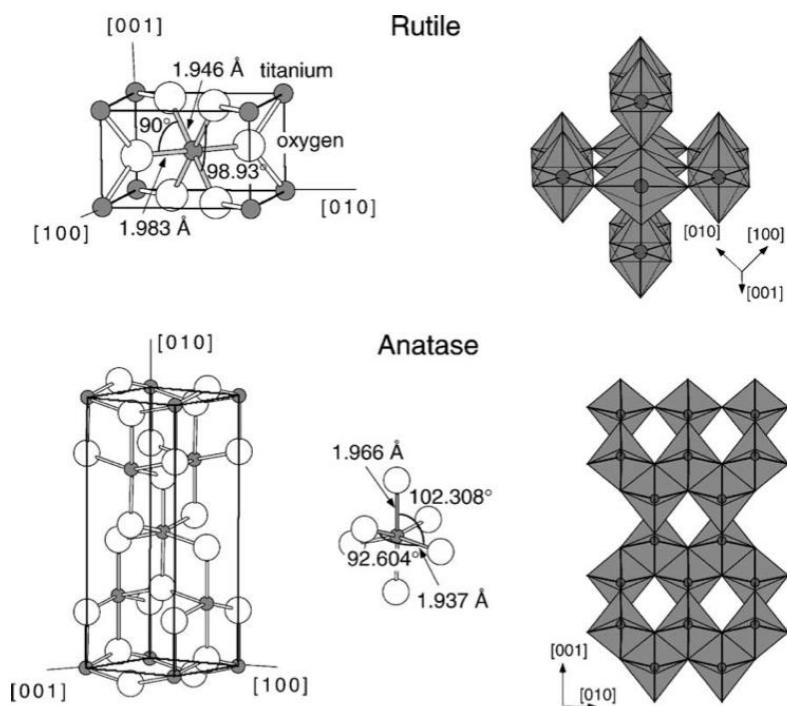 Rutile
[001]
1.946 Å
titanium
90°
oxygen
98.93°
[010]
[100]
1.983 Å
[010]
[100]
[001]
Anatase
[010]
1.966 Å
102.308°
92.604°
1.937 Å
[001]
[100]
[001]
[010]